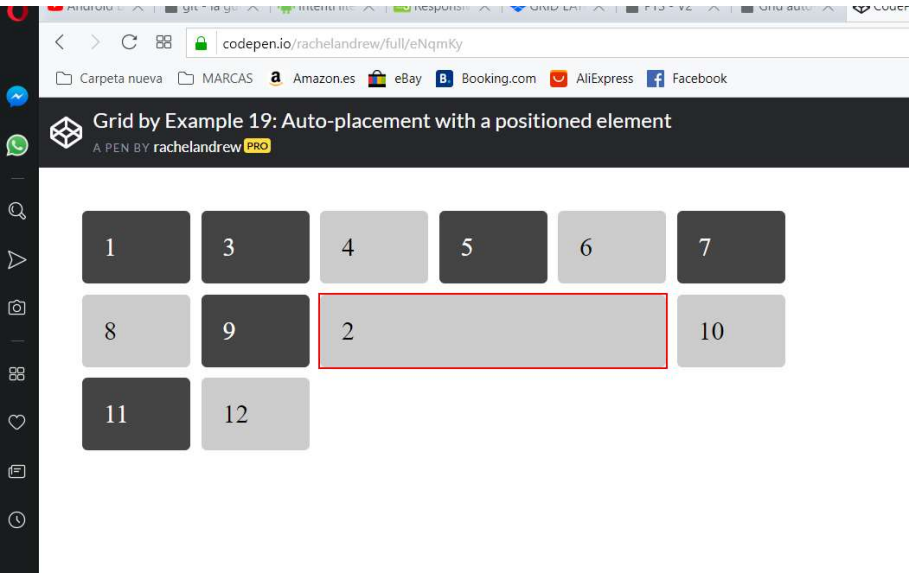 codepen.io/rachelandrew/full/eNqmKy
Carpeta nueva MARCAS a Amazon.es eBay B. Booking.com AliExpress f Facebook
Grid by Example 19: Auto-placement with a positioned element
A PEN BY rachelandrew PRO
1 3 4 5 6 7
8 9 2 10
11 12